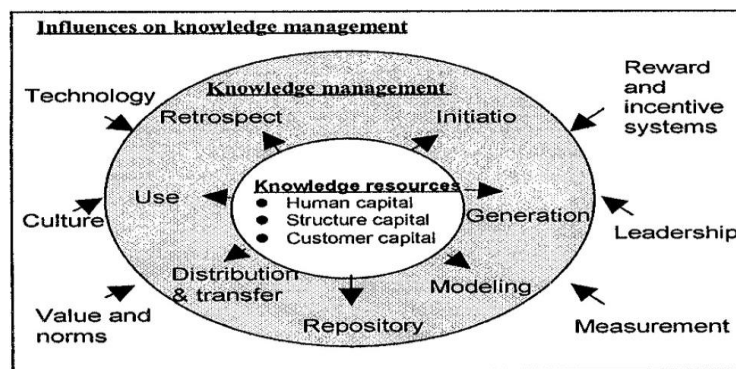 Influences on knowledge management
Knowledge management
Technology
Reward and
incentive
systems
Retrospect
Initiatio
Use
Knowledge resources
Human capital
Structure capital
Customer capital
Generation
Culture
Leadership
Distribution
& transfer
Modeling
Repository
Value and
norms
Measurement